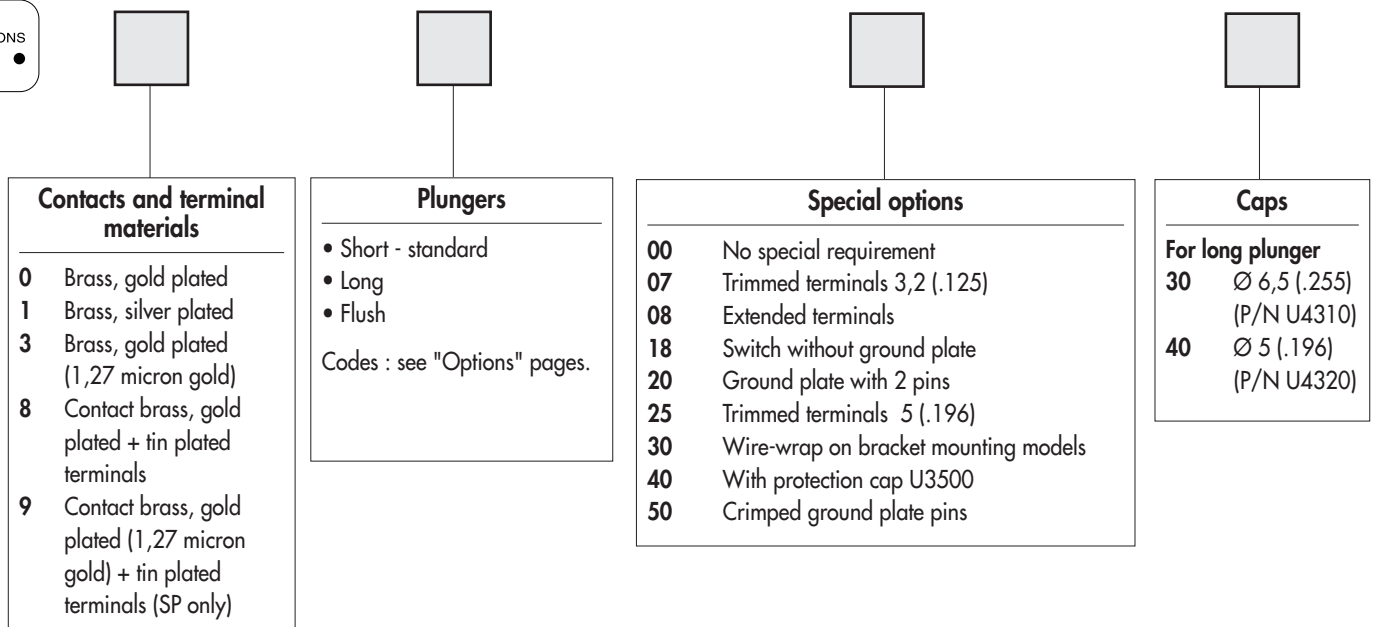 ONS
Contacts and terminal
materials
0 Brass, gold plated
1 Brass, silver plated
3 Brass, gold plated
(1,27 micron gold)
8 Contact brass, gold
plated + tin plated
terminals
9 Contact brass, gold
plated (1,27 micron
gold) + tin plated
terminals (SP only)
Plungers
• Short - standard
• Long
• Flush
Codes : see "Options" pages.
Special options
00 No special requirement
07 Trimmed terminals 3,2 (.125)
08 Extended terminals
18 Switch without ground plate
20 Ground plate with 2 pins
25 Trimmed terminals 5 (.196)
30 Wire-wrap on bracket mounting models
40 With protection cap U3500
50 Crimped ground plate pins
Caps
For long plunger
30 Ø 6,5 (.255)
(P/N U4310)
40 Ø 5 (.196)
(P/N U4320)